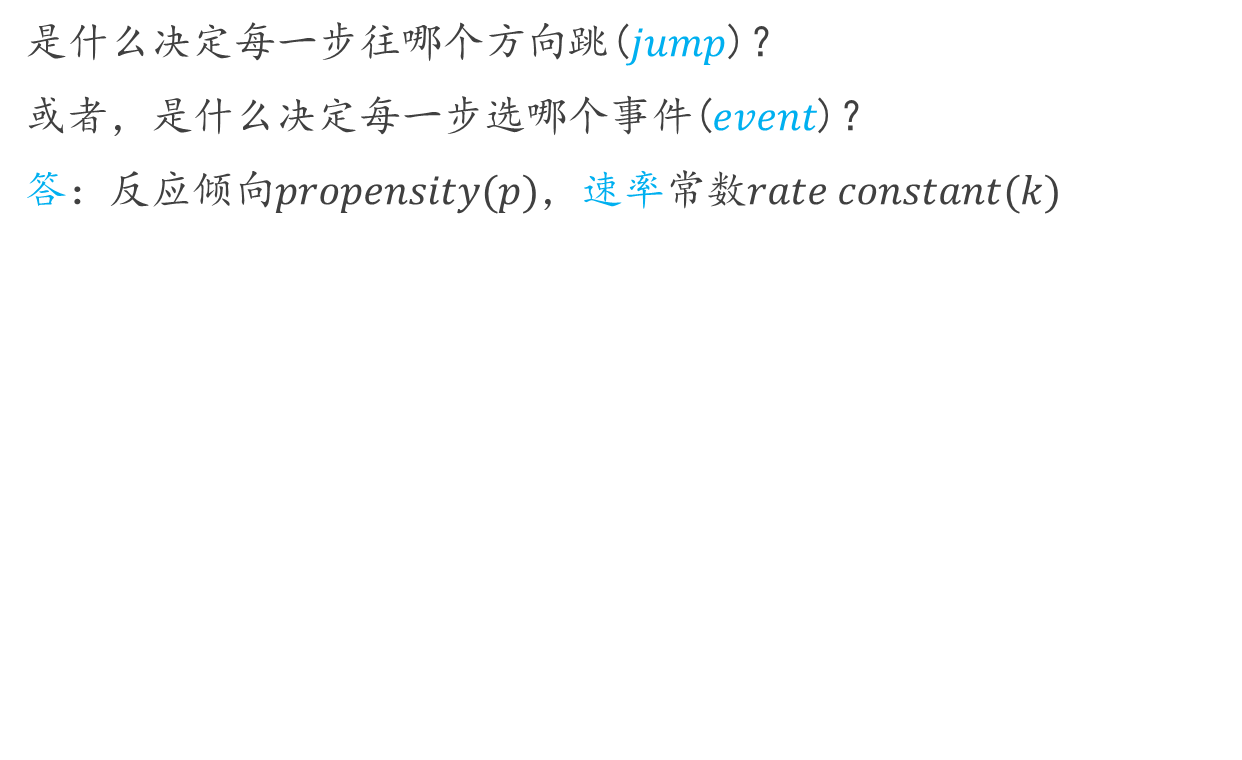 是什么决定每一步往哪个方向跳(jump)？
或者，是什么决定每一步选哪个事件(event)？
答：反应倾向propensity(p)，速率常数rate constant(k)